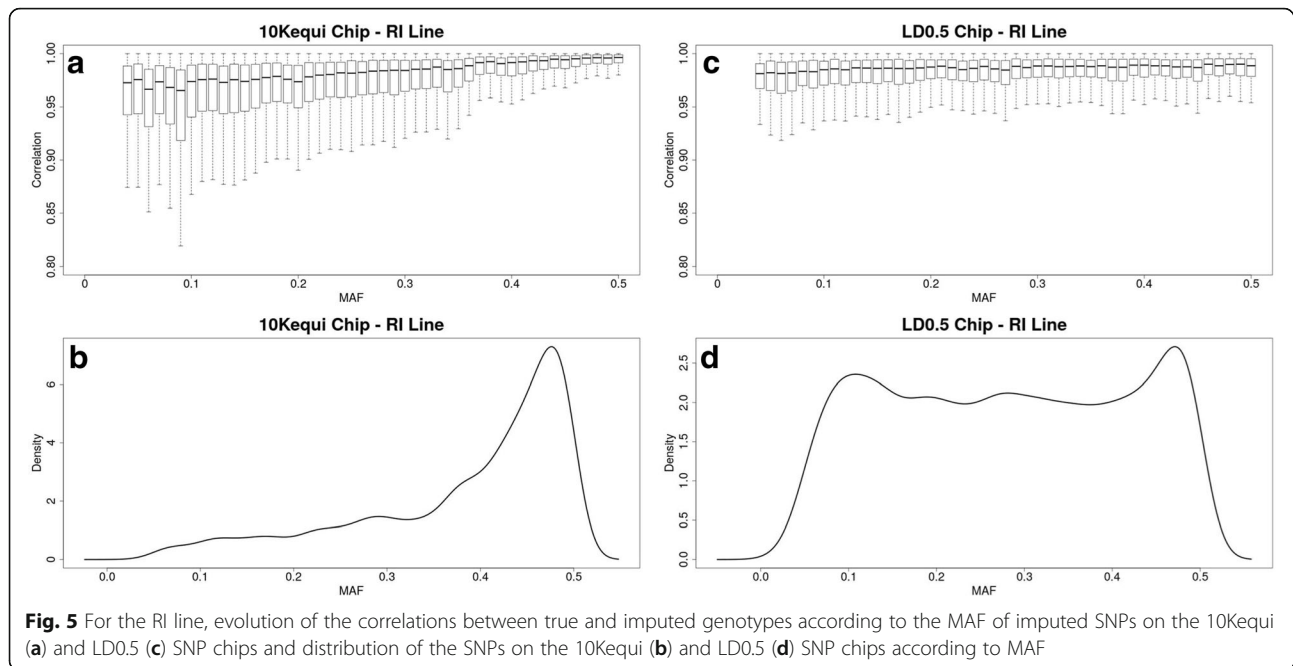 10Kequi Chip - RI Line
a
Correlation
1.00
0.95
0.90
0.85
0.80
0 0.1 0.2 0.3 0.4 0.5
MAF
LD0.5 Chip - RI Line
c
Correlation
1.00
0.95
0.90
0.85
0.80
0 0.1 0.2 0.3 0.4 0.5
MAF
10Kequi Chip - RI Line
b
Density
6
4
2
0
0.0 0.1 0.2 0.3 0.4 0.5
MAF
LD0.5 Chip - RI Line
d
Density
2.5
2.0
1.5
1.0
0.5
0.0
0.0 0.1 0.2 0.3 0.4 0.5
MAF
Fig. 5 For the RI line, evolution of the correlations between true and imputed genotypes according to the MAF of imputed SNPs on the 10Kequi
(a) and LD0.5 (c) SNP chips and distribution of the SNPs on the 10Kequi (b) and LD0.5 (d) SNP chips according to MAF